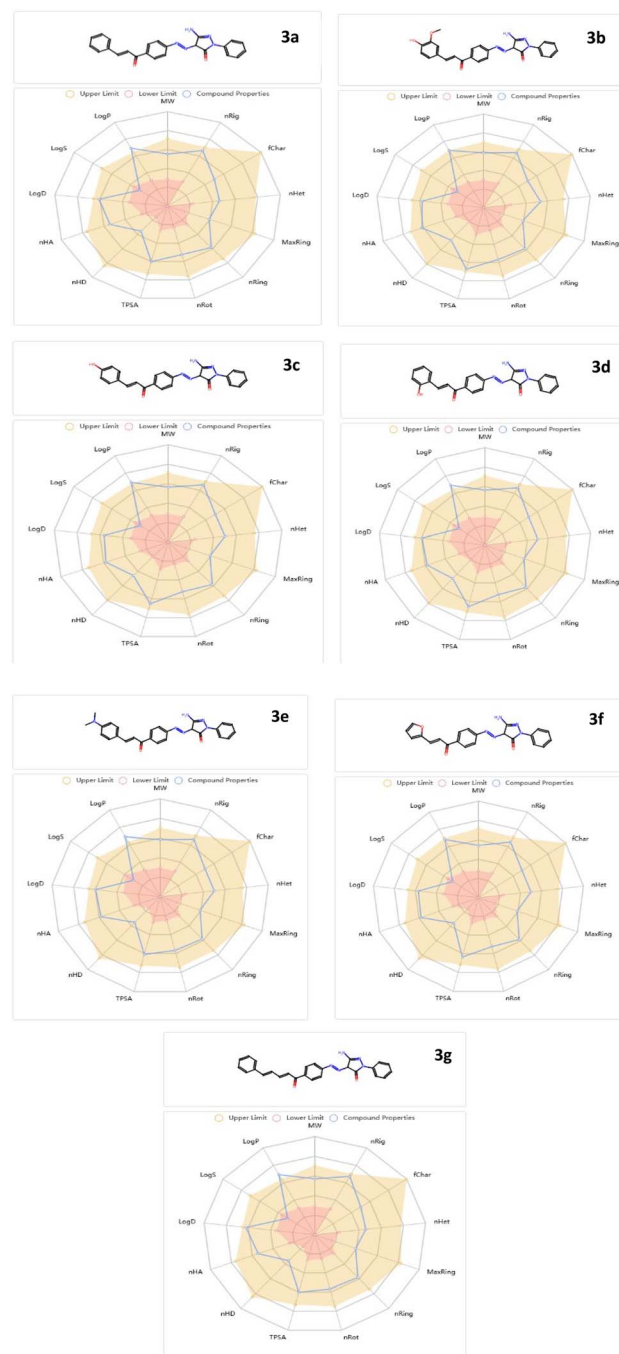 3a
3b
Upper Limit Lower Limit Compound Properties
MW
nRig
fChar
nHet
MaxRing
nRing
nRot
TPSA
nHD
nHA
LogD
LogS
LogP
Upper Limit Lower Limit Compound Properties
MW
nRig
fChar
nHet
MaxRing
nRing
nRot
TPSA
nHD
nHA
LogD
LogS
LogP
3c
3d
Upper Limit Lower Limit Compound Properties
MW
nRig
fChar
nHet
MaxRing
nRing
nRot
TPSA
nHD
nHA
LogD
LogS
LogP
Upper Limit Lower Limit Compound Properties
MW
nRig
fChar
nHet
MaxRing
nRing
nRot
TPSA
nHD
nHA
LogD
LogS
LogP
3e
3f
Upper Limit Lower Limit Compound Properties
MW
nRig
fChar
nHet
MaxRing
nRing
nRot
TPSA
nHD
nHA
LogD
LogS
LogP
Upper Limit Lower Limit Compound Properties
MW
nRig
fChar
nHet
MaxRing
nRing
nRot
TPSA
nHD
nHA
LogD
LogS
LogP
3g
Upper Limit Lower Limit Compound Properties
MW
nRig
fChar
nHet
MaxRing
nRing
nRot
TPSA
nHD
nHA
LogD
LogS
LogP